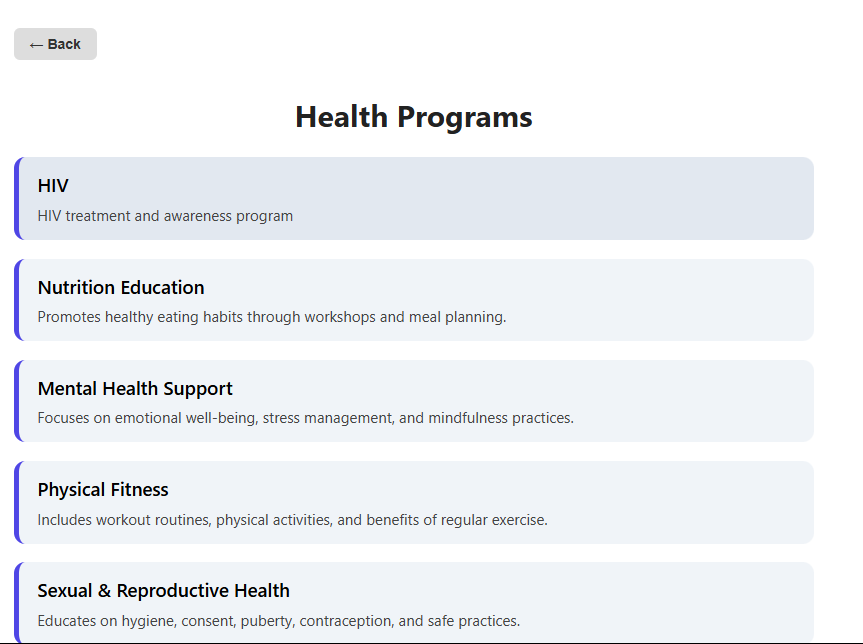 ← Back
Health Programs
HIV
HIV treatment and awareness program
Nutrition Education
Promotes healthy eating habits through workshops and meal planning.
Mental Health Support
Focuses on emotional well-being, stress management, and mindfulness practices.
Physical Fitness
Includes workout routines, physical activities, and benefits of regular exercise.
Sexual & Reproductive Health
Educates on hygiene, consent, puberty, contraception, and safe practices.